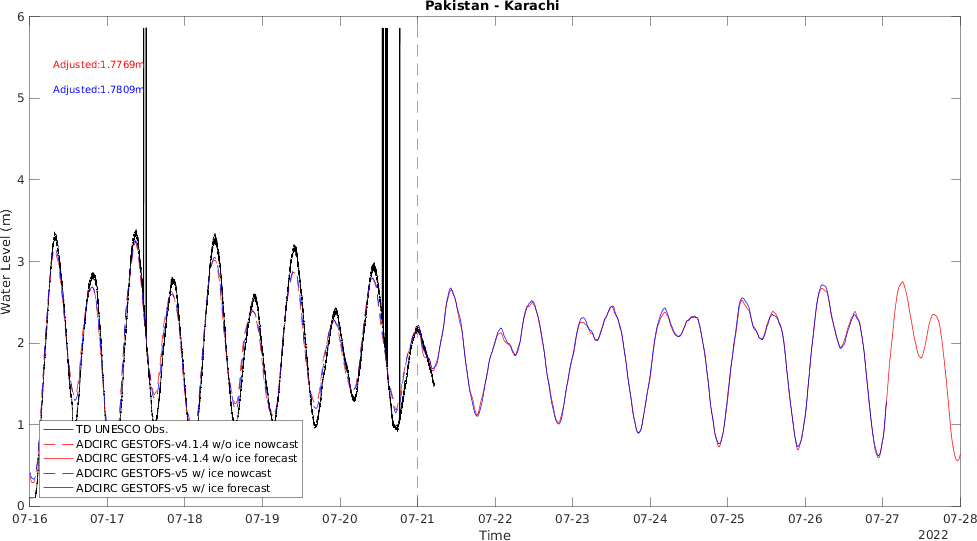 Pakistan - Karachi
6
Adjusted:1.7769m
Adjusted:1.7809m
5
4
3
Water Level (m)
2
1
0
TD UNESCO Obs.
ADCIRC GESTOFS-v4.1.4 w/o ice nowcast
ADCIRC GESTOFS-v4.1.4 w/o ice forecast
ADCIRC GESTOFS-v5 w/ ice nowcast
ADCIRC GESTOFS-v5 w/ ice forecast
07-16 07-17 07-18 07-19 07-20 07-21 07-22 07-23 07-24 07-25 07-26 07-27 07-28
Time
2022